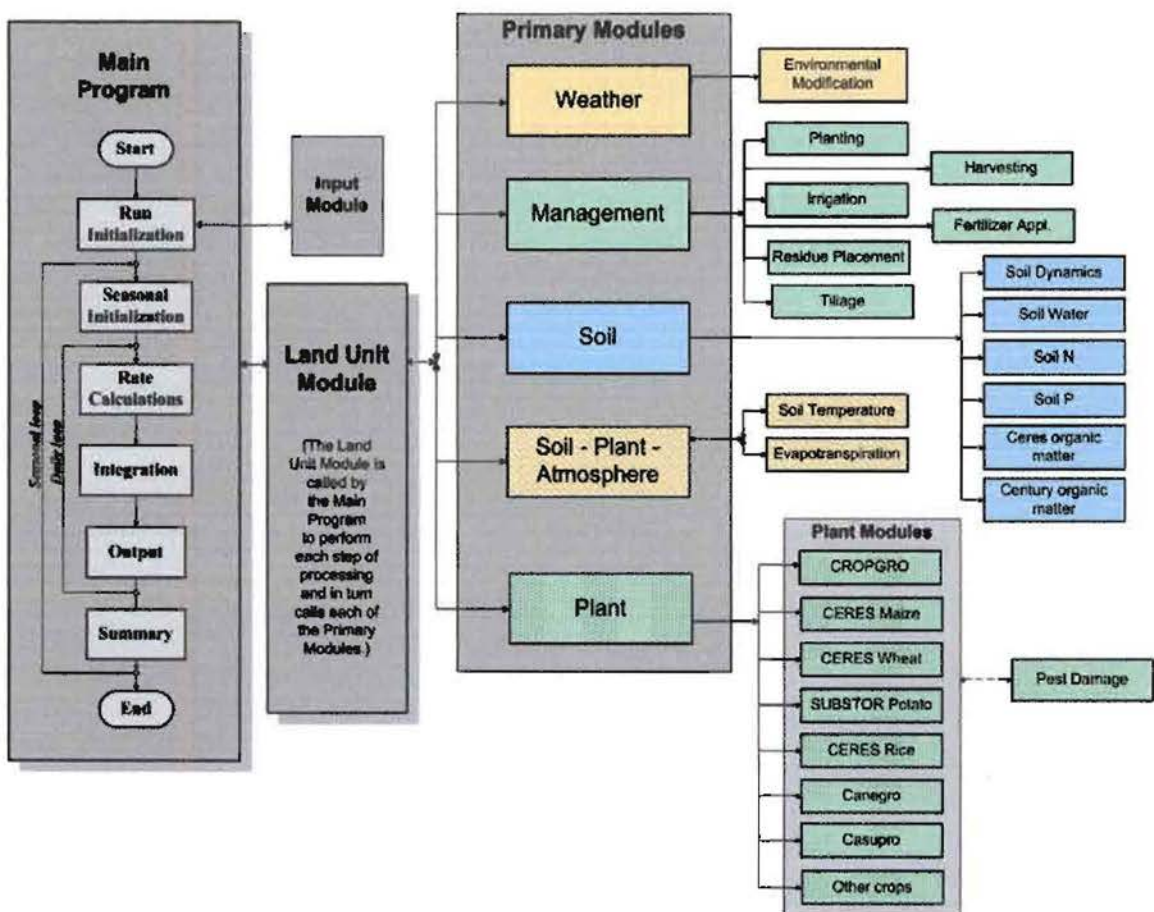 Main
Program
Start
Run
Initialization
Seasonal
Initialization
Rate
Calculations
Integration
Output
Summary
End
Seasonal loop
Daily loop
Input
Module
Land Unit
Module
(The Land
Unit Module is
called by
the Main
Program
to perform
each step of
processing
and in turn
calls each of
the Primary
Modules.)
Primary Modules
Weather
Management
Soil
Soil - Plant -
Atmosphere
Plant
Environmental
Modification
Planting
Harvesting
Irrigation
Fertilizer Appl.
Residue Placement
Tillage
Soil Dynamics
Soil Water
Soil N
Soil P
Ceres organic
matter
Century organic
matter
Soil Temperature
Evapotranspiration
Plant Modules
CROPGRO
CERES Maize
CERES Wheat
SUBSTOR Potato
CERES Rice
Canegro
Casupro
Other crops
Pest Damage